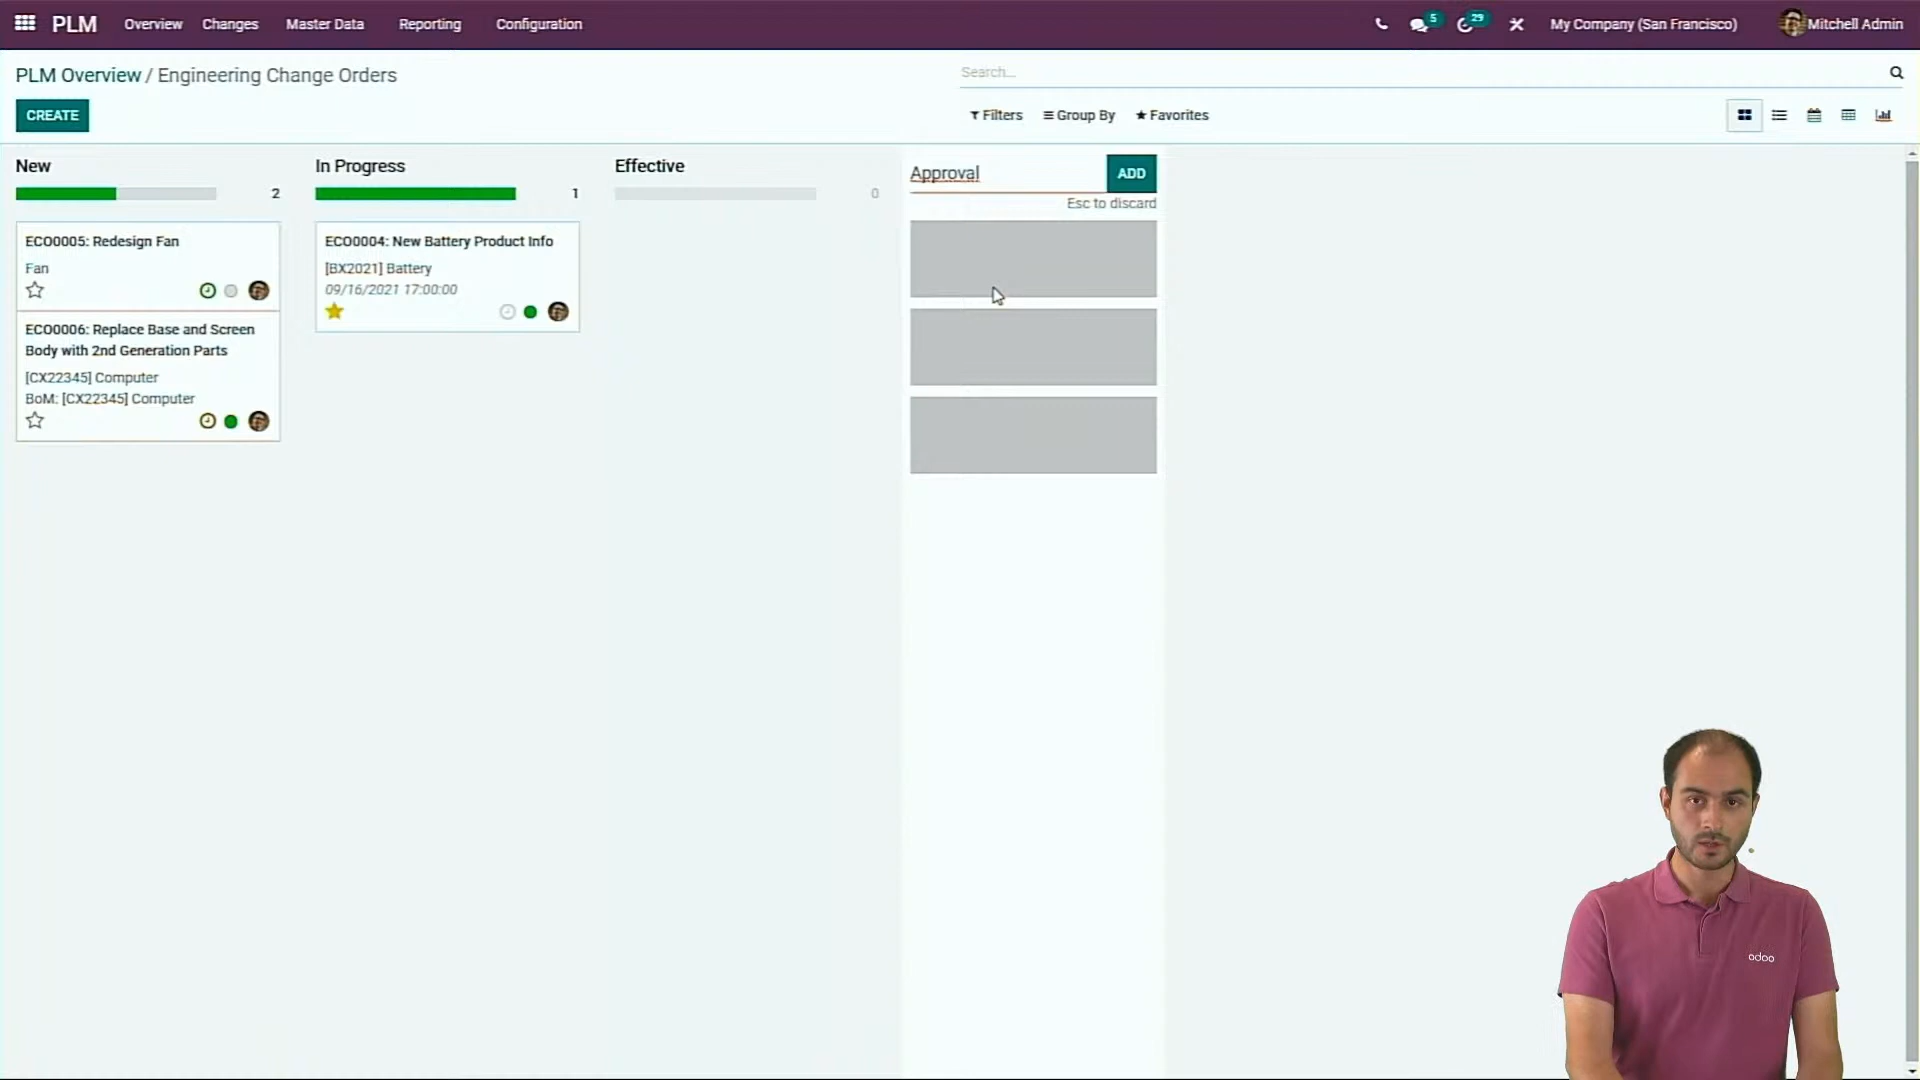 PLM Overview Changes Master Data Reporting Configuration 5 29 My Company (San Francisco) Mitchell Admin
PLM Overview / Engineering Change Orders
Search...
CREATE
Filters Group By Favorites
New
2
ECO0005: Redesign Fan
Fan
ECO0006: Replace Base and Screen
Body with 2nd Generation Parts
[CX22345] Computer
BoM: [CX22345] Computer
In Progress
1
ECO0004: New Battery Product Info
[BX2021] Battery
09/16/2021 17:00:00
Effective
0
Approval ADD
Esc to discard
odoo